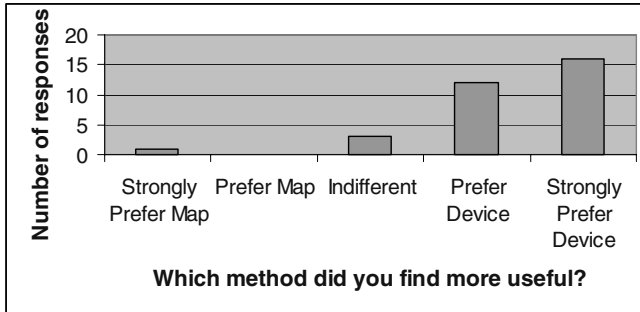 Number of responses
20
15
10
5
0
Strongly Prefer Map
Prefer Map
Indifferent
Prefer Device
Strongly Prefer Device
Which method did you find more useful?